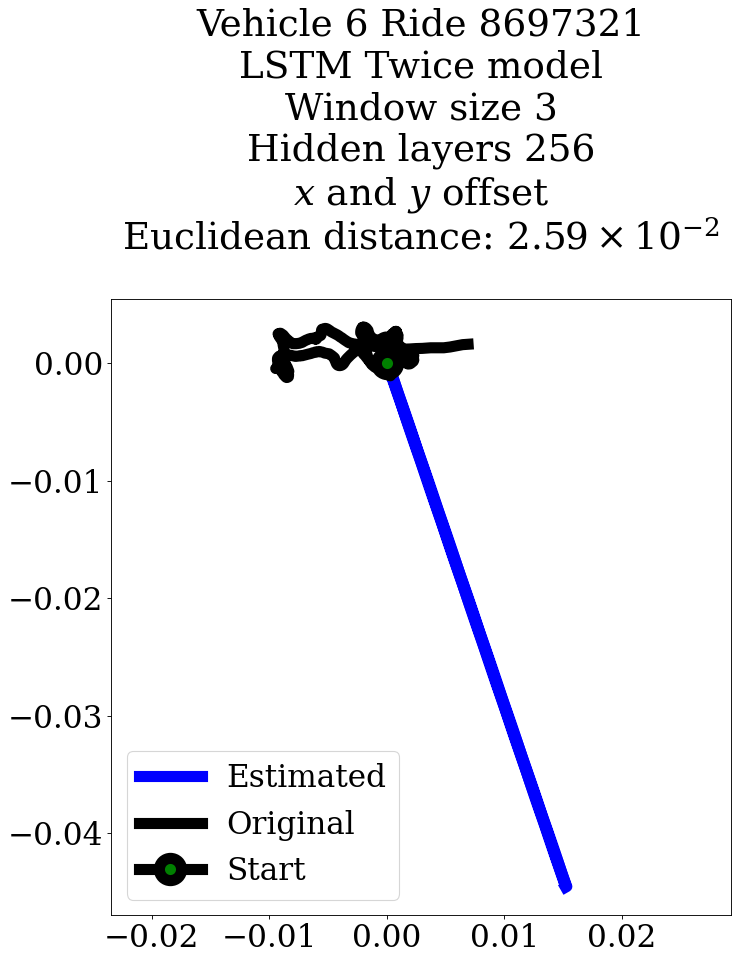 Vehicle 6 Ride 8697321
LSTM Twice model
Window size 3
Hidden layers 256
x and y offset
Euclidean distance: 2.59 × 10⁻²
0.00
−0.01
−0.02
−0.03
−0.04
Estimated
Original
Start
−0.02 −0.01 0.00 0.01 0.02